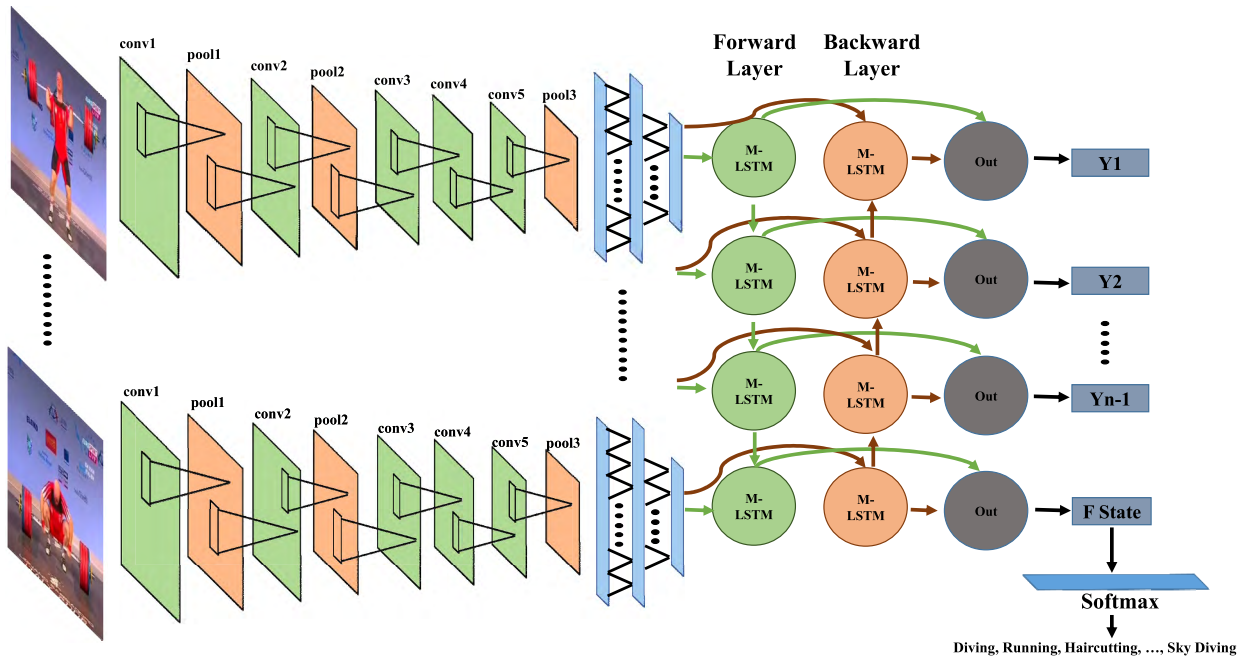 conv1
pool1
conv2
pool2
conv3
conv4
conv5
pool3
Forward
Layer
Backward
Layer
M-
LSTM
M-
LSTM
Out
Y1
M-
LSTM
M-
LSTM
Out
Y2
M-
LSTM
M-
LSTM
Out
Yn-1
conv1
pool1
conv2
pool2
conv3
conv4
conv5
pool3
M-
LSTM
M-
LSTM
Out
F State
Softmax
Diving, Running, Haircutting, …, Sky Diving